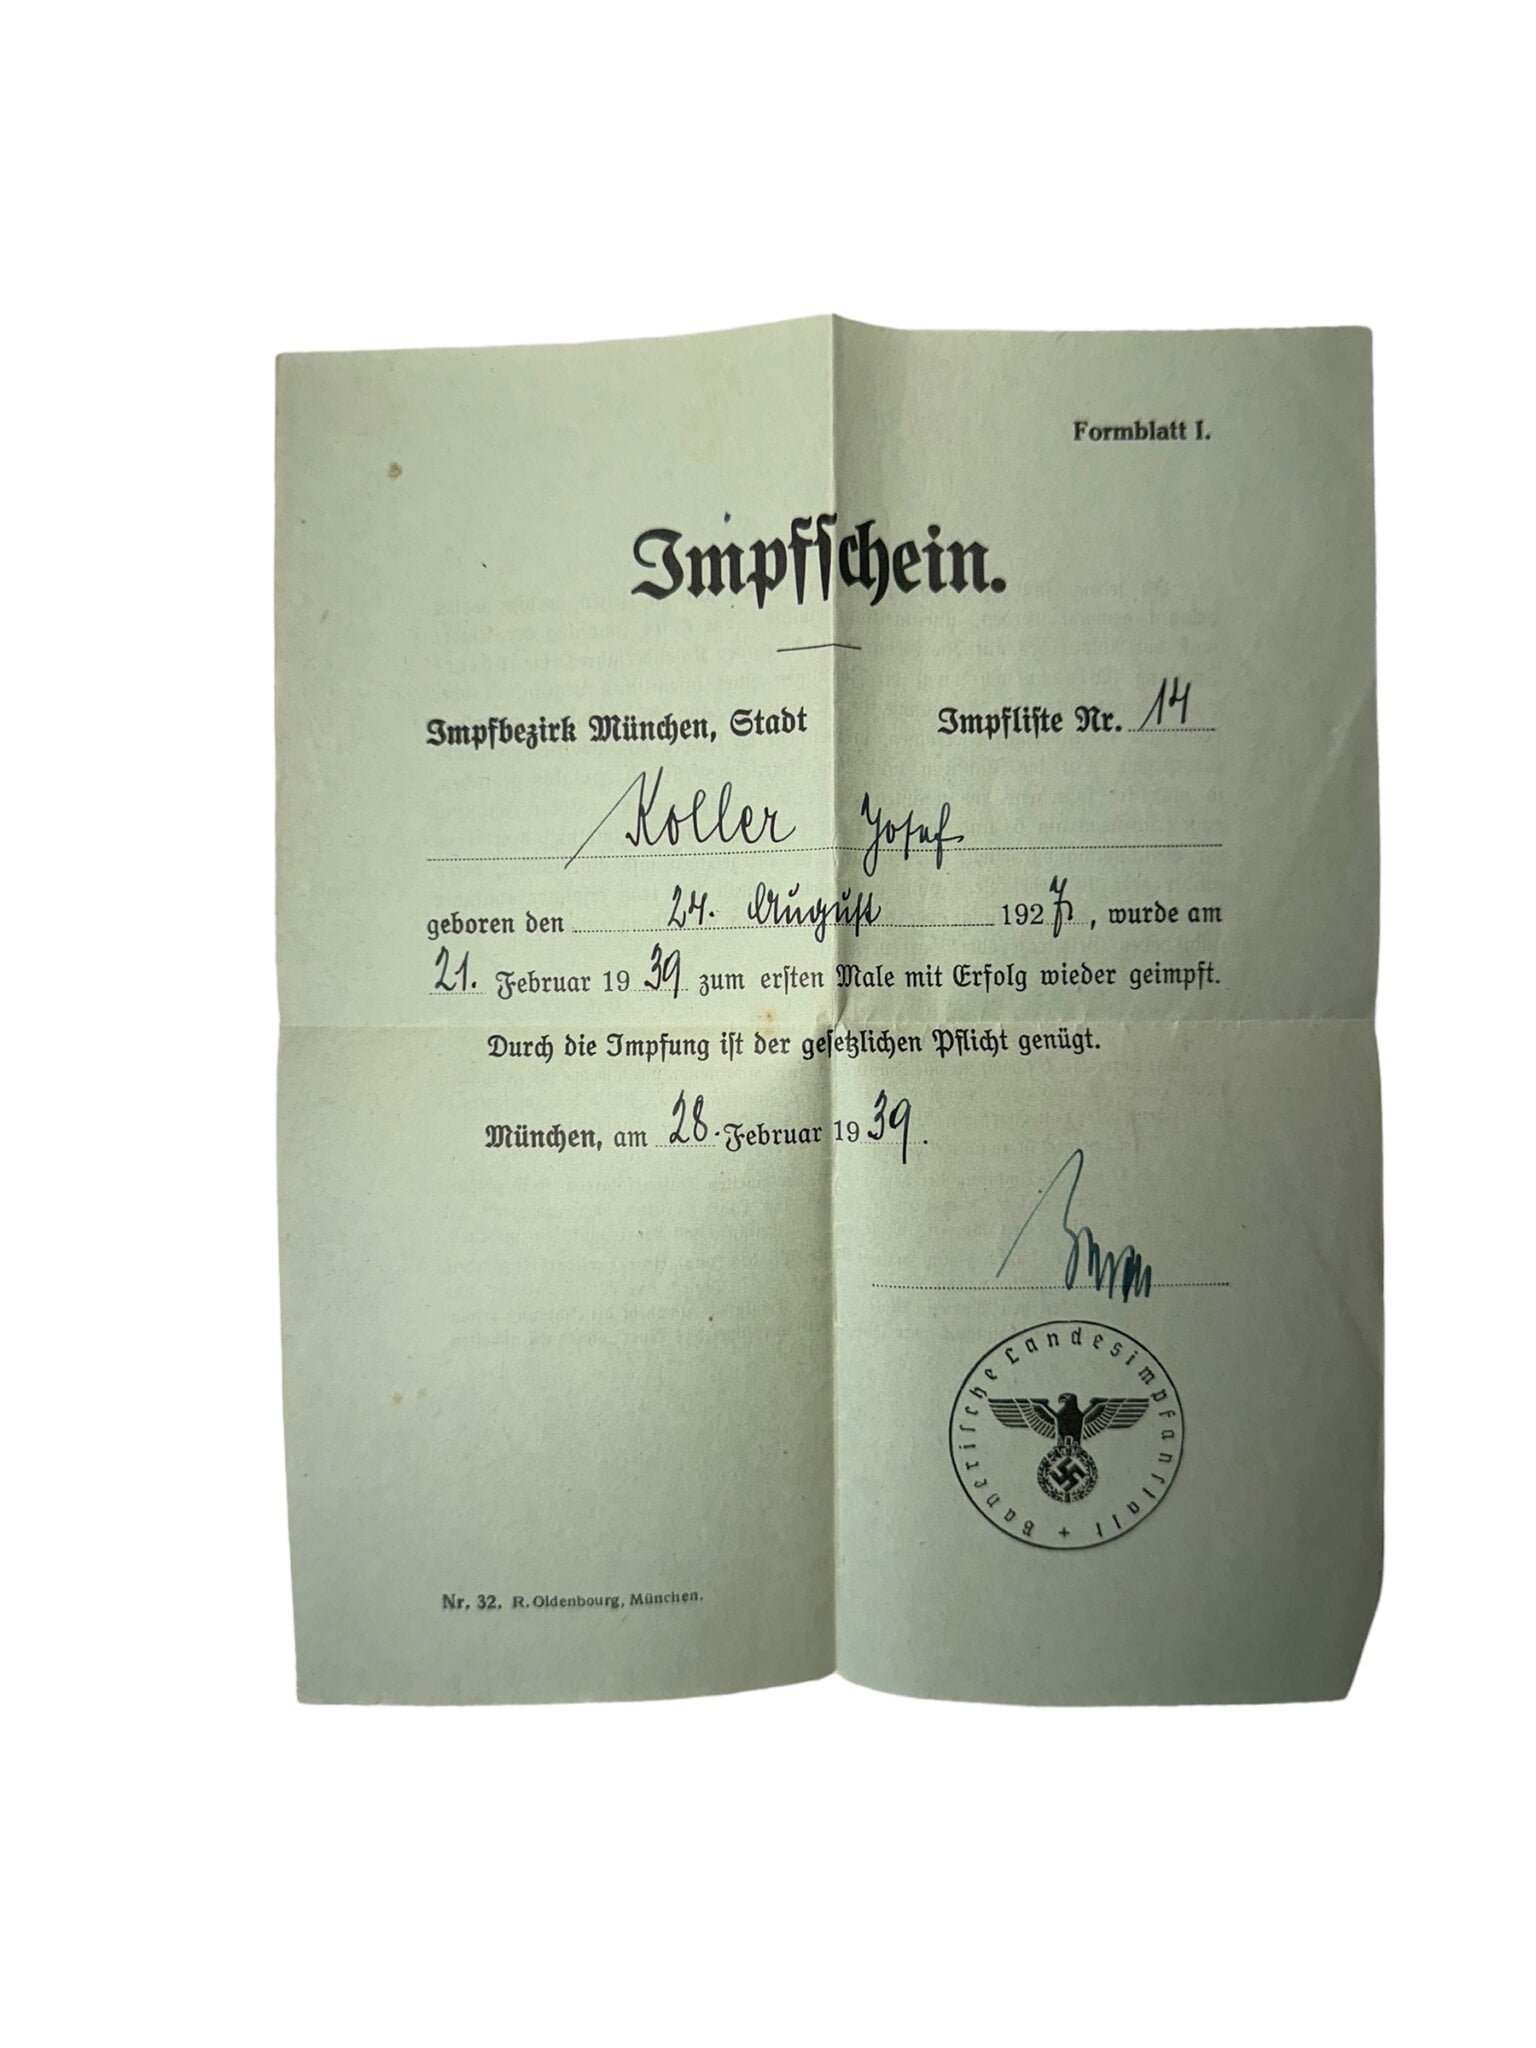 Formblatt I.
Impfschein.
Impfbezirk München, Stadt Impfliste Nr. 14
Koller Josef
geboren den 24. August 1927, wurde am
21. Februar 1939 zum ersten Male mit Erfolg wieder geimpft.
Durch die Impfung ist der gesetzlichen Pflicht genügt.
München, am 28. Februar 1939.
Bayerische Landesimpfanstalt +
Nr. 32. R. Oldenbourg, München.